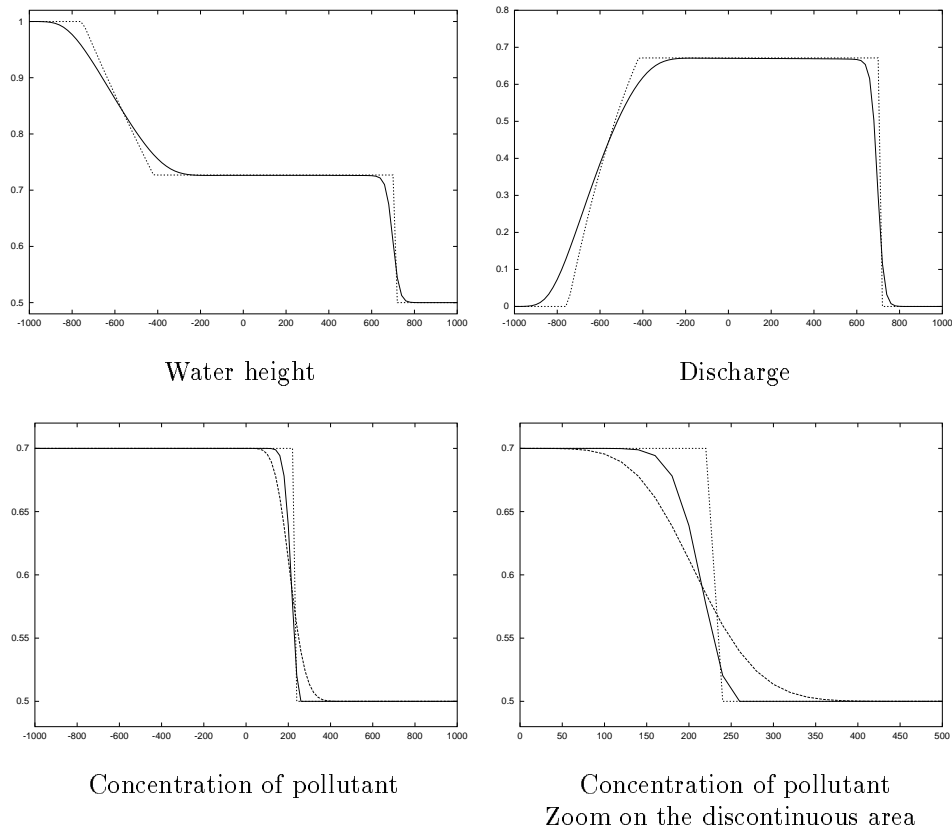 1
0.9
0.8
0.7
0.6
0.5
-1000 -800 -600 -400 -200 0 200 400 600 800 1000
Water height
0.8
0.7
0.6
0.5
0.4
0.3
0.2
0.1
0
-1000 -800 -600 -400 -200 0 200 400 600 800 1000
Discharge
0.7
0.65
0.6
0.55
0.5
-1000 -800 -600 -400 -200 0 200 400 600 800 1000
Concentration of pollutant
0.7
0.65
0.6
0.55
0.5
0 50 100 150 200 250 300 350 400 450 500
Concentration of pollutant
Zoom on the discontinuous area